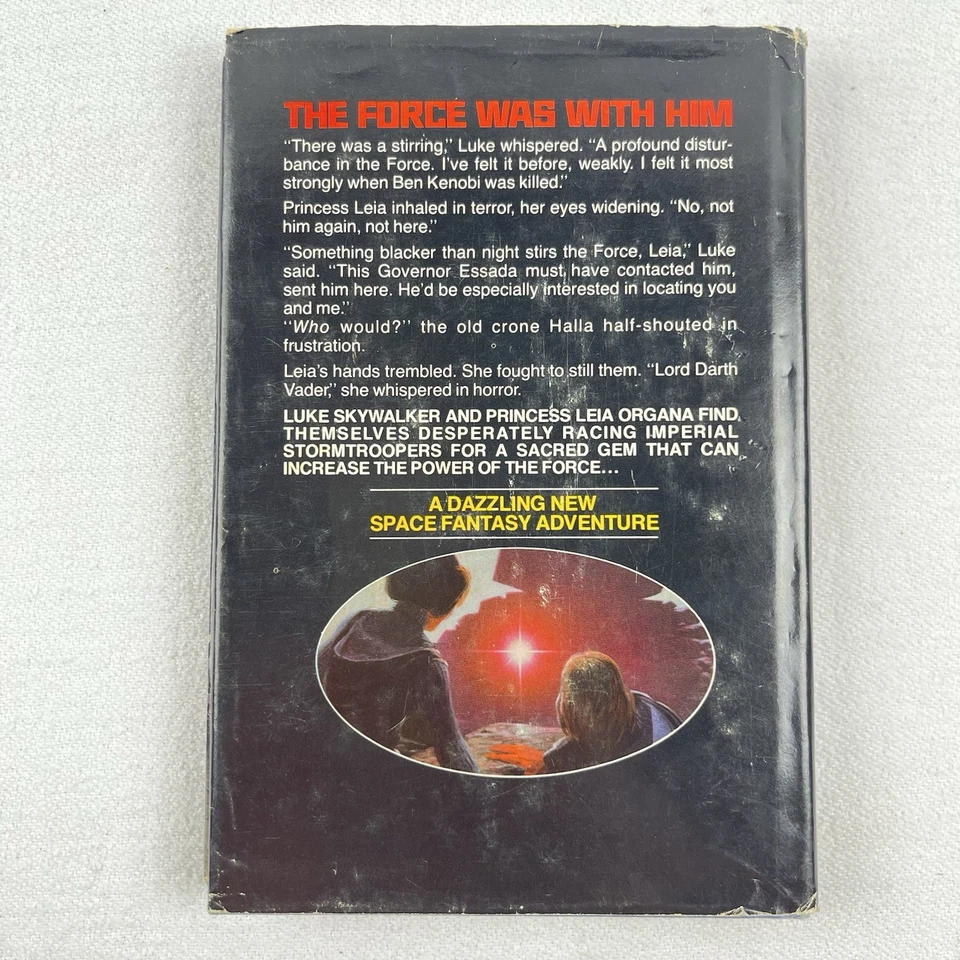 THE FORCE WAS WITH HIM
"There was a stirring," Luke whispered. "A profound distur-
bance in the Force. I've felt it before, weakly. I felt it most
strongly when Ben Kenobi was killed."
Princess Leia inhaled in terror, her eyes widening. "No, not
him again, not here."
"Something blacker than night stirs the Force, Leia," Luke
said. "This Governor Essada must have contacted him,
sent him here. He'd be especially interested in locating you
and me."
"Who would?" the old crone Halla half-shouted in
frustration.
Leia's hands trembled. She fought to still them. "Lord Darth
Vader," she whispered in horror.
LUKE SKYWALKER AND PRINCESS LEIA ORGANA FIND
THEMSELVES DESPERATELY RACING IMPERIAL
STORMTROOPERS FOR A SACRED GEM THAT CAN
INCREASE THE POWER OF THE FORCE...
A DAZZLING NEW
SPACE FANTASY ADVENTURE